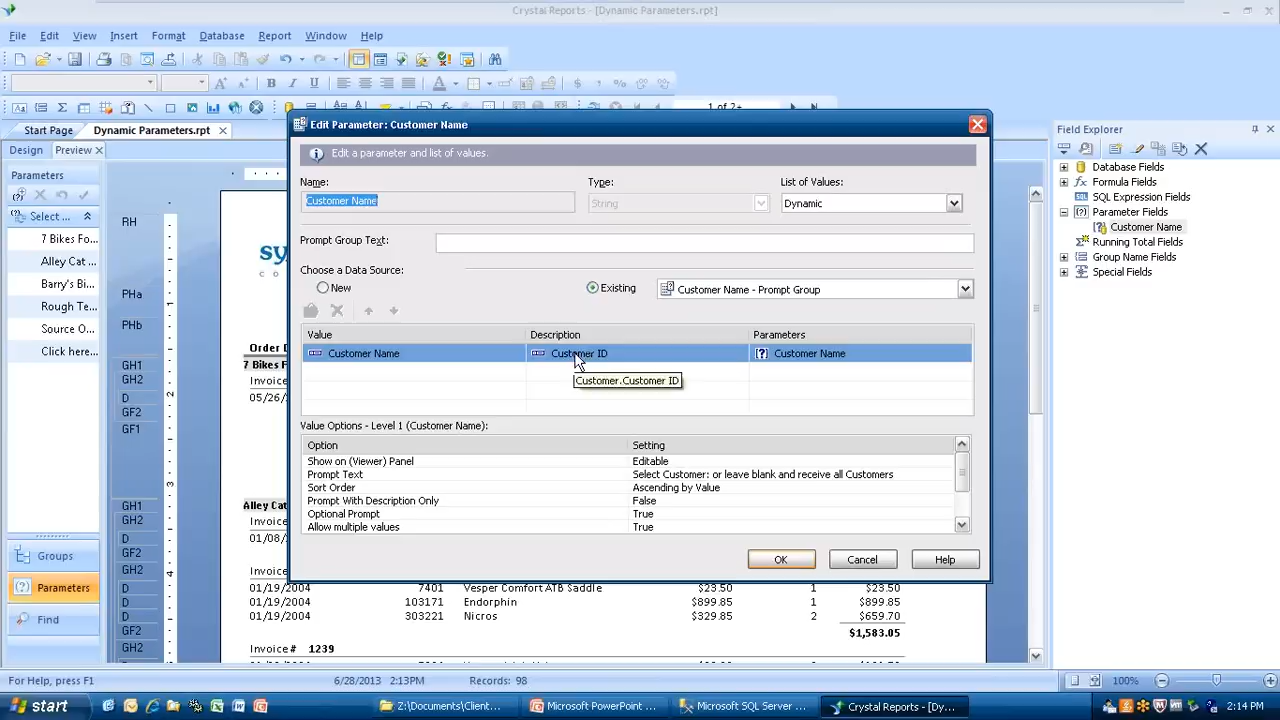 Crystal Reports - [Dynamic Parameters.rpt]
File Edit View Insert Format Database Report Window Help
1 of 2+
Start Page Dynamic Parameters.rpt
Design Preview
Parameters
Select ...
7 Bikes Fo...
Alley Cat ...
Barry's Bi...
Rough Te...
Source O...
Click here...
Groups
Parameters
Find
RH
PHa
PHb
GH1
GH2
D
GF2
GF1
GH1
GH2
D
GF2
GH2
D
D
D
GF2
GH2
1
2
3
4
5
Order D
7 Bikes F
Invoice
05/26/
Alley Cat
Invoice
01/08/
Invoice
01/19/2004 7401 Vesper Comfort ATB Saddle $23.50 1 $23.50
01/19/2004 103171 Endorphin $899.85 1 $899.85
01/19/2004 303221 Nicros $329.85 2 $659.70
$1,583.05
Invoice # 1239
Edit Parameter: Customer Name
Edit a parameter and list of values.
Name: Type: List of Values:
Customer Name String Dynamic
Prompt Group Text:
Choose a Data Source:
New Existing Customer Name - Prompt Group
Value Description Parameters
Customer Name Customer ID Customer Name
Customer.Customer ID
Value Options - Level 1 (Customer Name):
Option Setting
Show on (Viewer) Panel Editable
Prompt Text Select Customer: or leave blank and receive all Customers
Sort Order Ascending by Value
Prompt With Description Only False
Optional Prompt True
Allow multiple values True
OK Cancel Help
Field Explorer
Database Fields
Formula Fields
SQL Expression Fields
Parameter Fields
Customer Name
Running Total Fields
Group Name Fields
Special Fields
For Help, press F1 6/28/2013 2:13PM Records: 98 100%
start Z:\Documents\Client... Microsoft PowerPoint ... Microsoft SQL Server ... Crystal Reports - [Dy... 2:14 PM